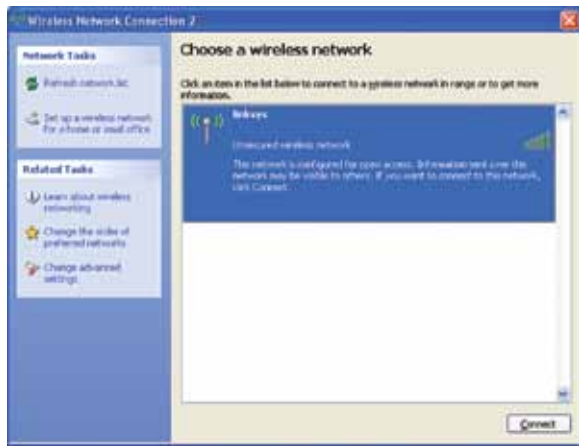 Wireless Network Connection 2
Network Tasks
Refresh network list
Set up a wireless network
for a home or small office
Related Tasks
Learn about wireless
networking
Change the order of
preferred networks
Change advanced
settings
Choose a wireless network
Click an item in the list below to connect to a wireless network in range or to get more
information.
linksys
Unsecured wireless network
This network is configured for open access. Information sent over this
network may be visible to others. If you want to connect to this network,
click Connect.
Connect